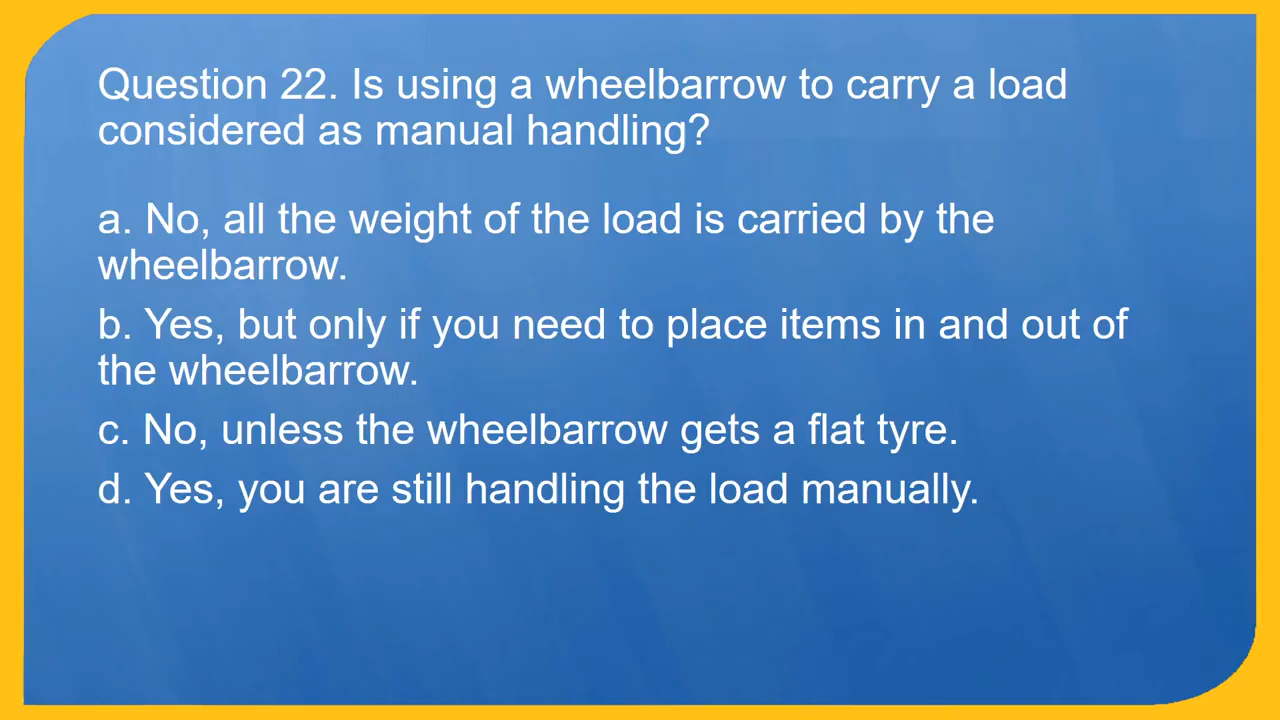 Question 22. Is using a wheelbarrow to carry a load
considered as manual handling?
a. No, all the weight of the load is carried by the
wheelbarrow.
b. Yes, but only if you need to place items in and out of
the wheelbarrow.
c. No, unless the wheelbarrow gets a flat tyre.
d. Yes, you are still handling the load manually.